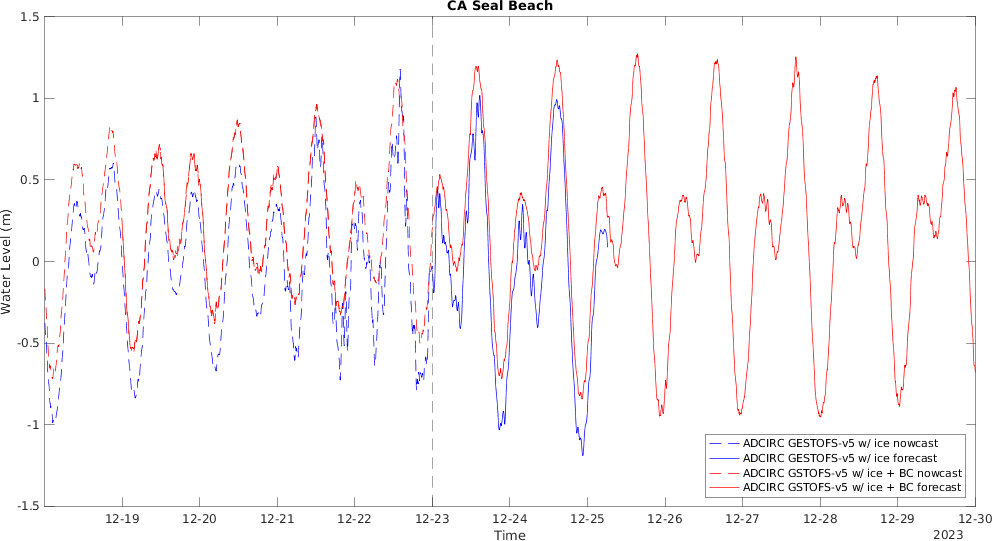 CA Seal Beach
1.5
1
0.5
0
-0.5
-1
-1.5
Water Level (m)
12-19 12-20 12-21 12-22 12-23 12-24 12-25 12-26 12-27 12-28 12-29 12-30
Time
2023
ADCIRC GESTOFS-v5 w/ ice nowcast
ADCIRC GESTOFS-v5 w/ ice forecast
ADCIRC GSTOFS-v5 w/ ice + BC nowcast
ADCIRC GSTOFS-v5 w/ ice + BC forecast